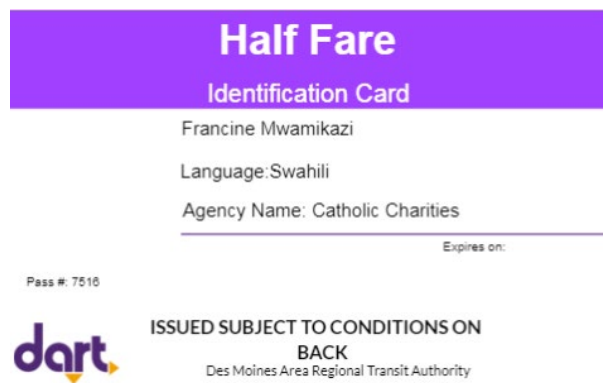 Half Fare
Identification Card
Francine Mwamikazi
Language:Swahili
Agency Name: Catholic Charities
Expires on:
Pass #: 7516
dart.
ISSUED SUBJECT TO CONDITIONS ON
BACK
Des Moines Area Regional Transit Authority